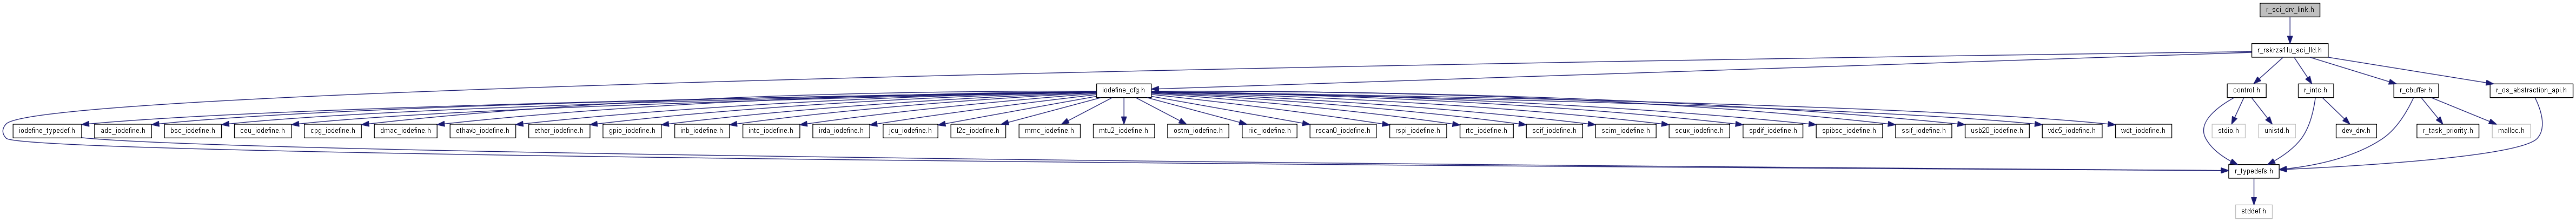 r_sci_drv_link.h
r_rskrza1lu_sci_lld.h
iodefine_cfg.h
control.h
r_intc.h
r_cbuffer.h
r_os_abstraction_api.h
iodefine_typedef.h
adc_iodefine.h
bsc_iodefine.h
ceu_iodefine.h
cpg_iodefine.h
dmac_iodefine.h
ethavb_iodefine.h
ether_iodefine.h
gpio_iodefine.h
inb_iodefine.h
intc_iodefine.h
irda_iodefine.h
jcu_iodefine.h
l2c_iodefine.h
mmc_iodefine.h
mtu2_iodefine.h
ostm_iodefine.h
riic_iodefine.h
rscan0_iodefine.h
rspi_iodefine.h
rtc_iodefine.h
scif_iodefine.h
scim_iodefine.h
scux_iodefine.h
spdif_iodefine.h
spibsc_iodefine.h
ssif_iodefine.h
usb20_iodefine.h
vdc5_iodefine.h
wdt_iodefine.h
stdio.h
unistd.h
dev_drv.h
r_task_priority.h
malloc.h
r_typedefs.h
stddef.h